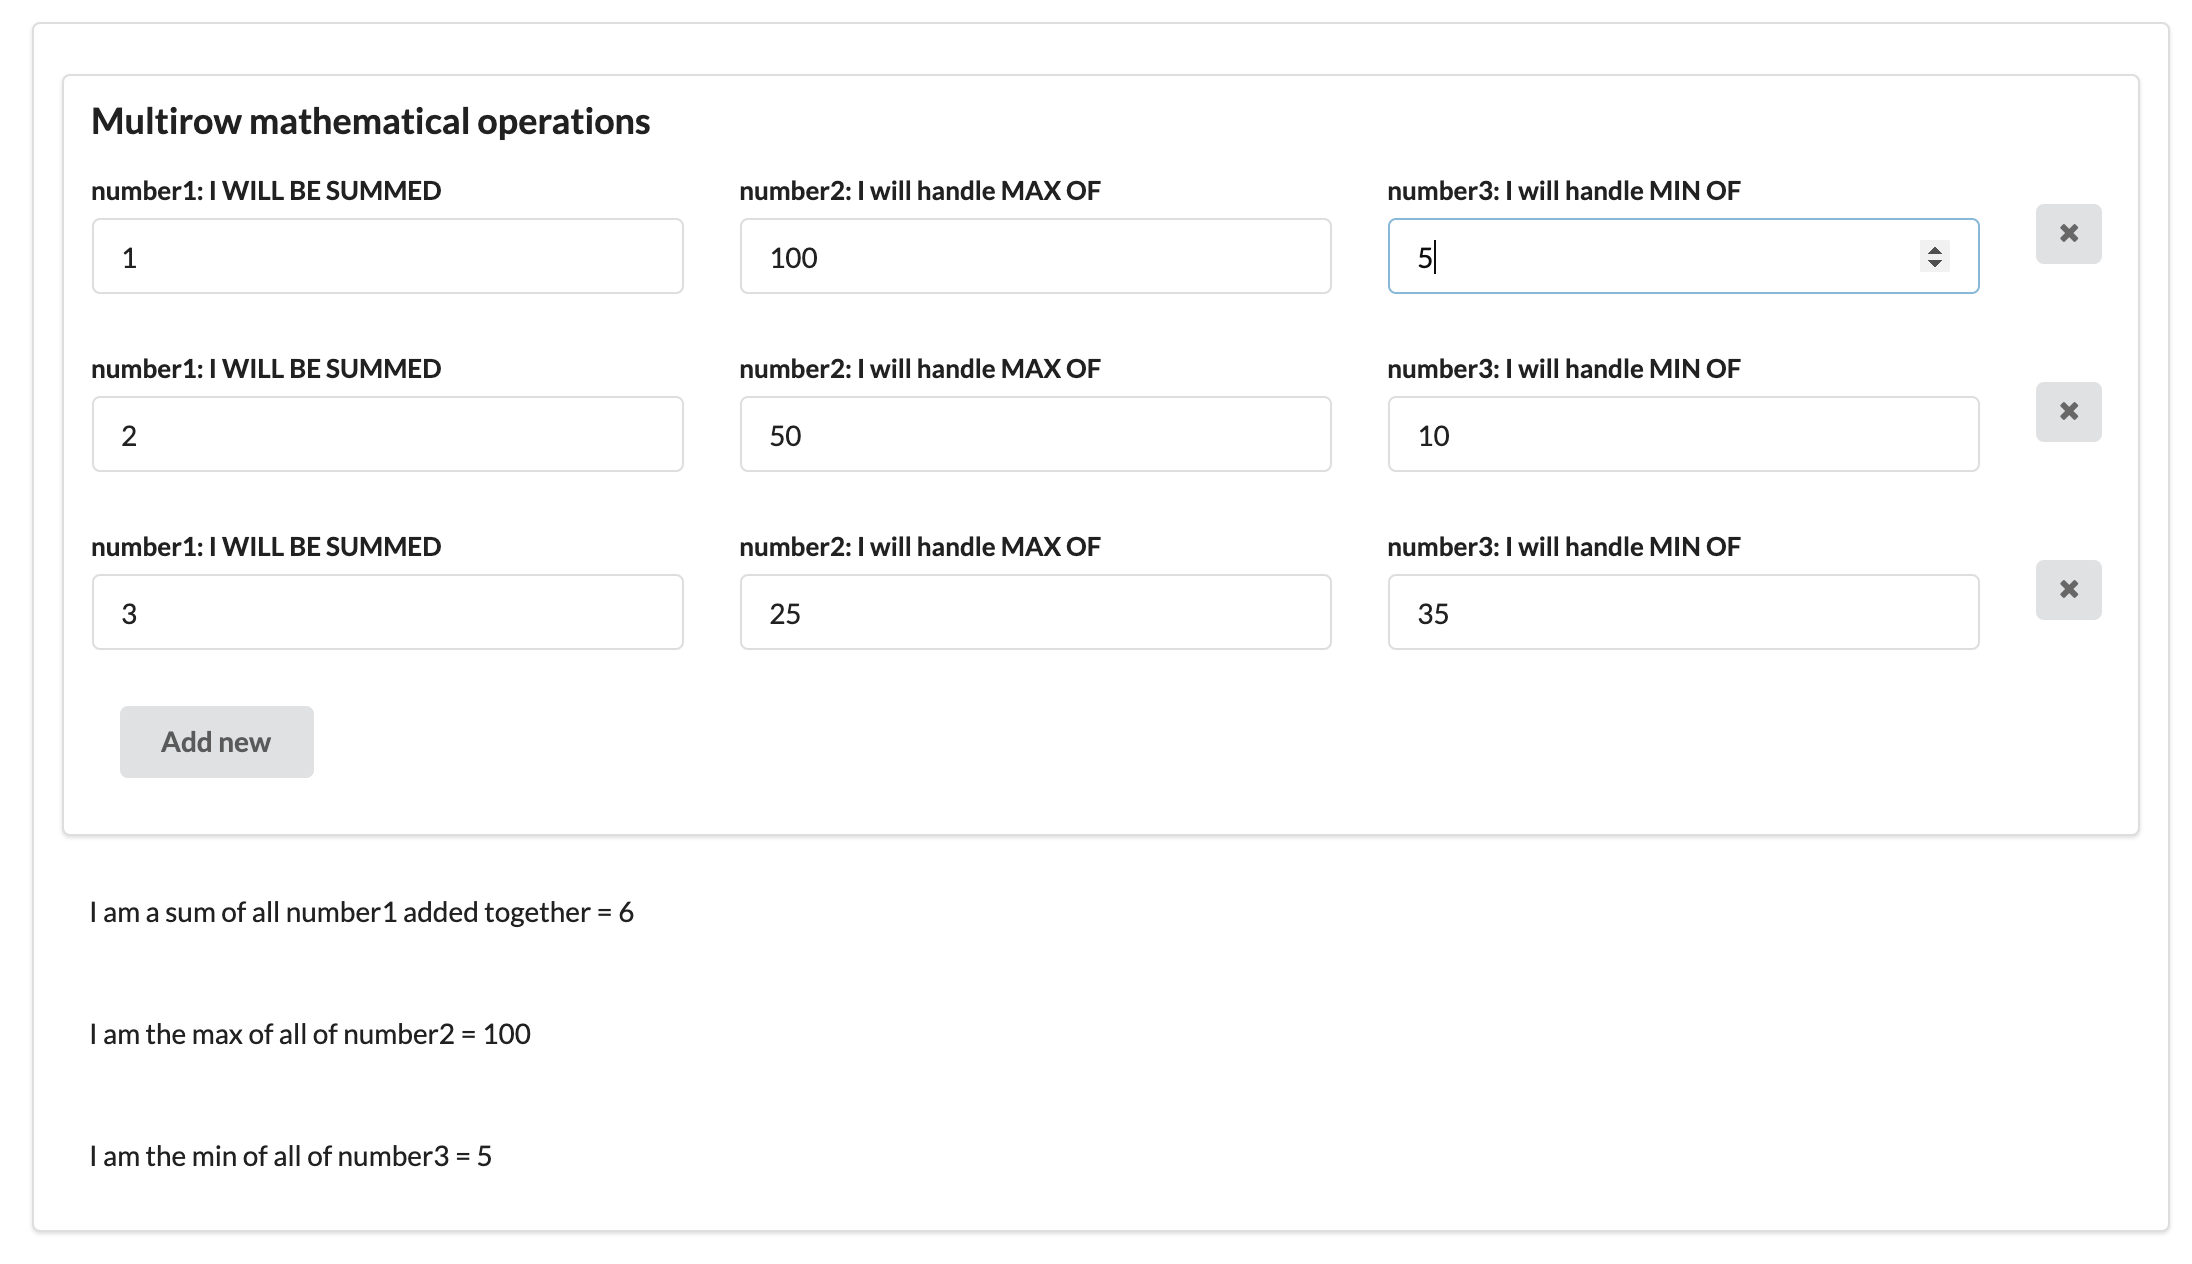 Multirow mathematical operations
number1: I WILL BE SUMMED number2: I will handle MAX OF number3: I will handle MIN OF
1 100 5
number1: I WILL BE SUMMED number2: I will handle MAX OF number3: I will handle MIN OF
2 50 10
number1: I WILL BE SUMMED number2: I will handle MAX OF number3: I will handle MIN OF
3 25 35
Add new
I am a sum of all number1 added together = 6
I am the max of all of number2 = 100
I am the min of all of number3 = 5